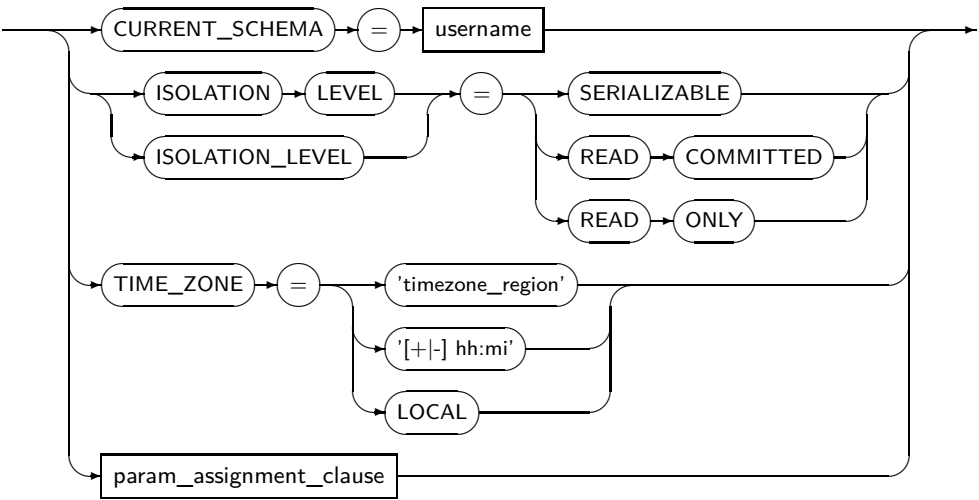 CURRENT_SCHEMA = username
ISOLATION LEVEL = SERIALIZABLE
ISOLATION_LEVEL READ COMMITTED
READ ONLY
TIME_ZONE = 'timezone_region'
'[+|-] hh:mi'
LOCAL
param_assignment_clause